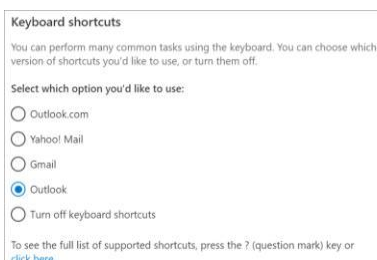 Keyboard shortcuts
You can perform many common tasks using the keyboard. You can choose which
version of shortcuts you'd like to use, or turn them off.
Select which option you'd like to use:
Outlook.com
Yahoo! Mail
Gmail
Outlook
Turn off keyboard shortcuts
To see the full list of supported shortcuts, press the ? (question mark) key or
click here